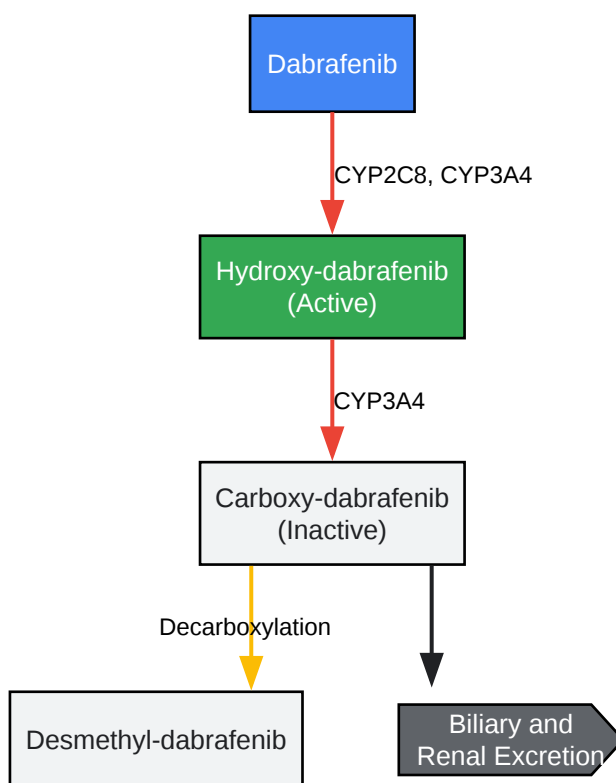 Dabrafenib
CYP2C8, CYP3A4
Hydroxy-dabrafenib
(Active)
CYP3A4
Carboxy-dabrafenib
(Inactive)
Decarboxylation
Desmethyl-dabrafenib
Biliary and
Renal Excretion